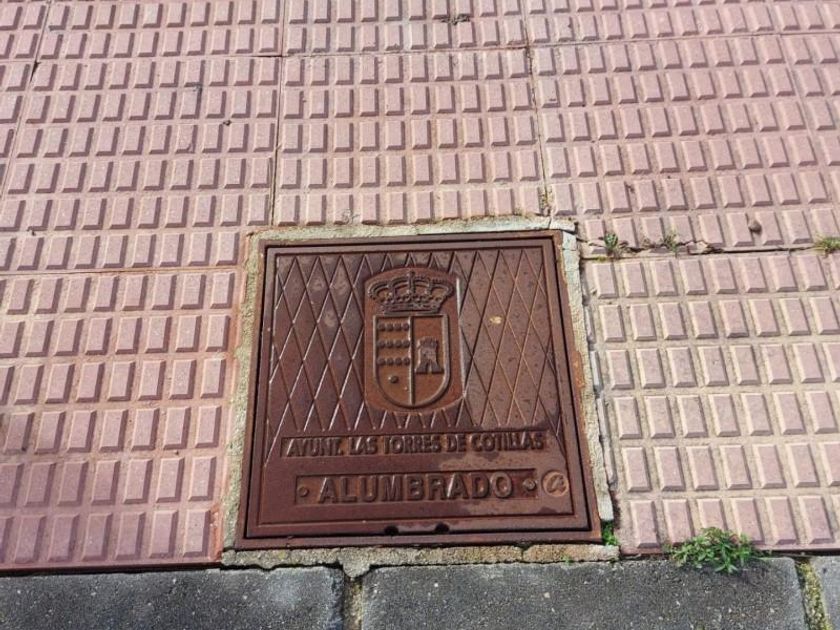 AYUNT. LAS TORRES DE COTILLAS
ALUMBRADO